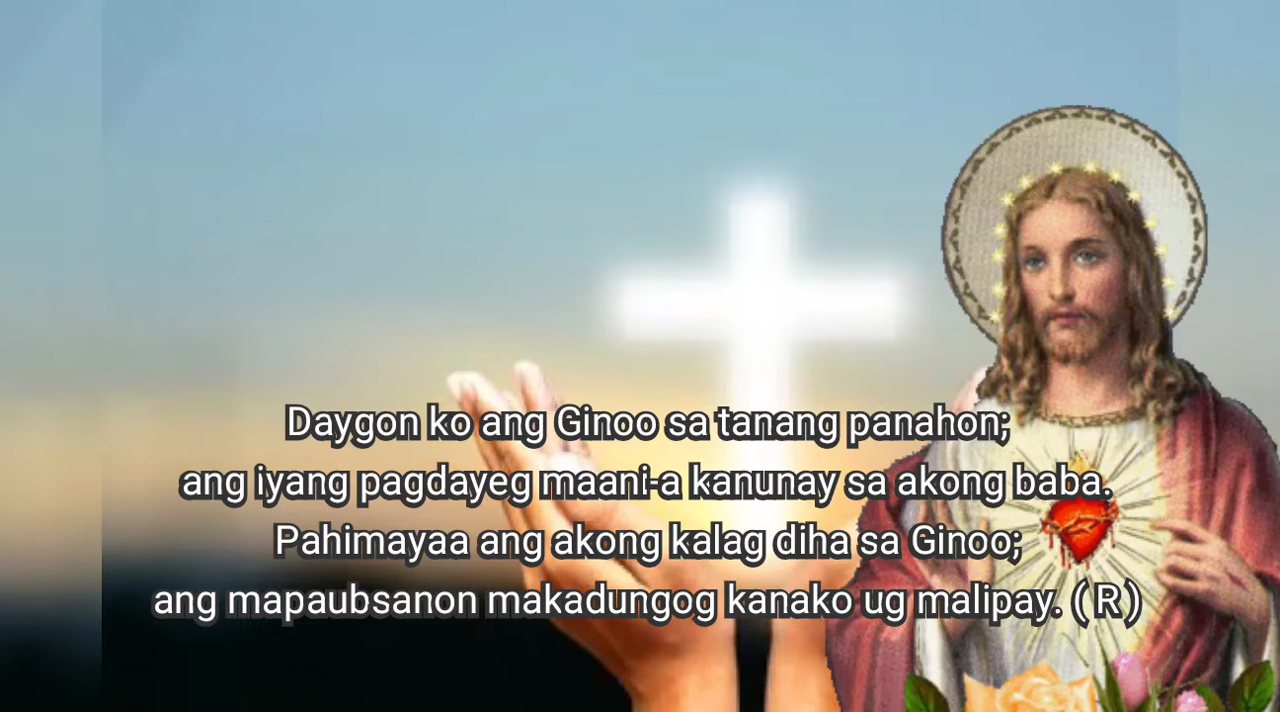 Daygon ko ang Ginoo sa tanang panahon;
ang iyang pagdayeg maani-a kanunay sa akong baba.
Pahimayaa ang akong kalag diha sa Ginoo;
ang mapaubsanon makadungog kanako ug malipay. ( R )